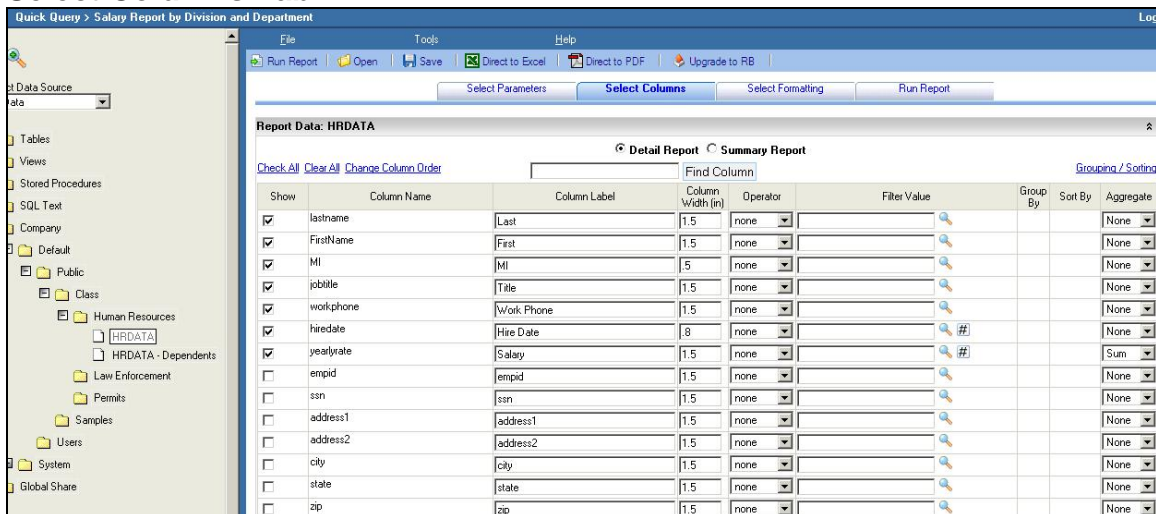 Quick Query > Salary Report by Division and Department
File Tools Help
Run Report Open Save Direct to Excel Direct to PDF Upgrade to RB
ct Data Source
Select Parameters Select Columns Select Formatting Run Report
Report Data: HRDATA
Detail Report Summary Report
Check All Clear All Change Column Order Find Column Grouping / Sorting
Show Column Name Column Label Column Width (in) Operator Filter Value Group By Sort By Aggregate
lastname Last 1.5 none None
FirstName First 1.5 none None
MI MI .5 none None
jobtitle Title 1.5 none None
workphone Work Phone 1.5 none None
hiredate Hire Date .8 none # None
yearlyrate Salary 1.5 none # Sum
empid empid 1.5 none None
ssn ssn 1.5 none None
address1 address1 1.5 none None
address2 address2 1.5 none None
city city 1.5 none None
state state 1.5 none None
zip zip 1.5 none None
Tables
Views
Stored Procedures
SQL Text
Company
Default
Public
Class
Human Resources
HRDATA
HRDATA - Dependents
Law Enforcement
Permits
Samples
Users
System
Global Share